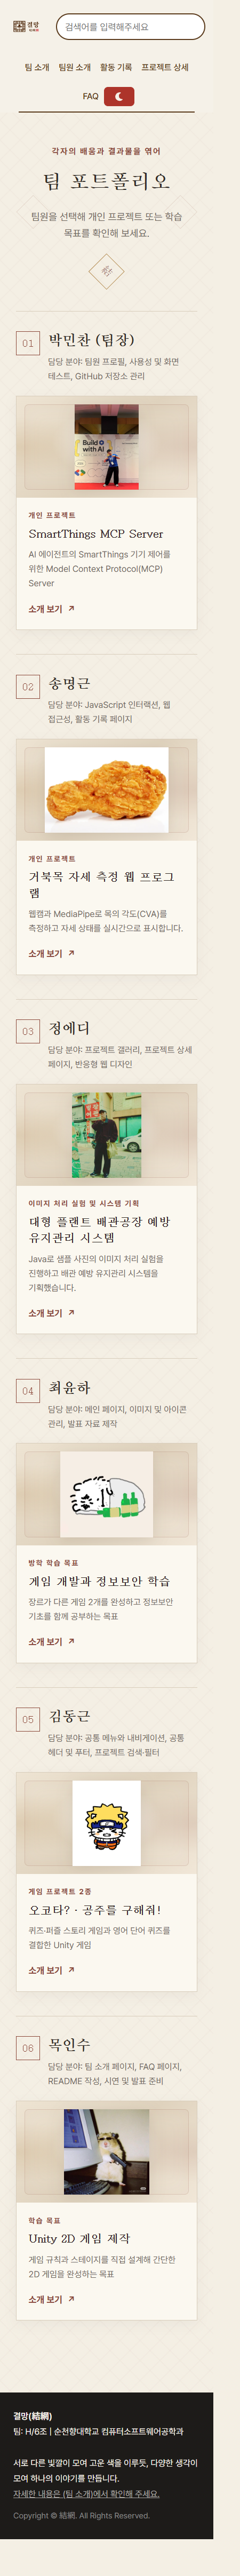 결망
검색어를 입력해주세요
팀 소개 팀원 소개 활동 기록 프로젝트 상세
FAQ
각자의 배움과 결과물을 엮어
팀 포트폴리오
팀원을 선택해 개인 프로젝트 또는 학습
목표를 확인해 보세요.
結
01 박민찬 (팀장)
담당 분야: 팀원 프로필, 사용성 및 화면
테스트, GitHub 저장소 관리
Build
with AI
개인 프로젝트
SmartThings MCP Server
AI 에이전트의 SmartThings 기기 제어를
위한 Model Context Protocol(MCP)
Server
소개 보기 ↗
02 송명근
담당 분야: JavaScript 인터랙션, 웹
접근성, 활동 기록 페이지
개인 프로젝트
거북목 자세 측정 웹 프로그
램
웹캠과 MediaPipe로 목의 각도(CVA)를
측정하고 자세 상태를 실시간으로 표시합니다.
소개 보기 ↗
03 정에디
담당 분야: 프로젝트 갤러리, 프로젝트 상세
페이지, 반응형 웹 디자인
이미지 처리 실험 및 시스템 기획
대형 플랜트 배관공장 예방
유지관리 시스템
Java로 샘플 사진의 이미지 처리 실험을
진행하고 배관 예방 유지관리 시스템을
기획했습니다.
소개 보기 ↗
04 최윤하
담당 분야: 메인 페이지, 이미지 및 아이콘
관리, 발표 자료 제작
방학 학습 목표
게임 개발과 정보보안 학습
장르가 다른 게임 2개를 완성하고 정보보안
기초를 함께 공부하는 목표
소개 보기 ↗
05 김동근
담당 분야: 공통 메뉴와 내비게이션, 공통
헤더 및 푸터, 프로젝트 검색·필터
게임 프로젝트 2종
오코타? · 공주를 구해줘!
퀴즈·퍼즐 스토리 게임과 영어 단어 퀴즈를
결합한 Unity 게임
소개 보기 ↗
06 목인수
담당 분야: 팀 소개 페이지, FAQ 페이지,
README 작성, 시연 및 발표 준비
학습 목표
Unity 2D 게임 제작
게임 규칙과 스테이지를 직접 설계해 간단한
2D 게임을 완성하는 목표
소개 보기 ↗
결망(結網)
팀: H/6조 | 순천향대학교 컴퓨터소프트웨어공학과
서로 다른 빛깔이 모여 고운 색을 이루듯, 다양한 생각이
모여 하나의 이야기를 만듭니다.
자세한 내용은 (팀 소개)에서 확인해 주세요.
Copyright © 結網. All Rights Reserved.